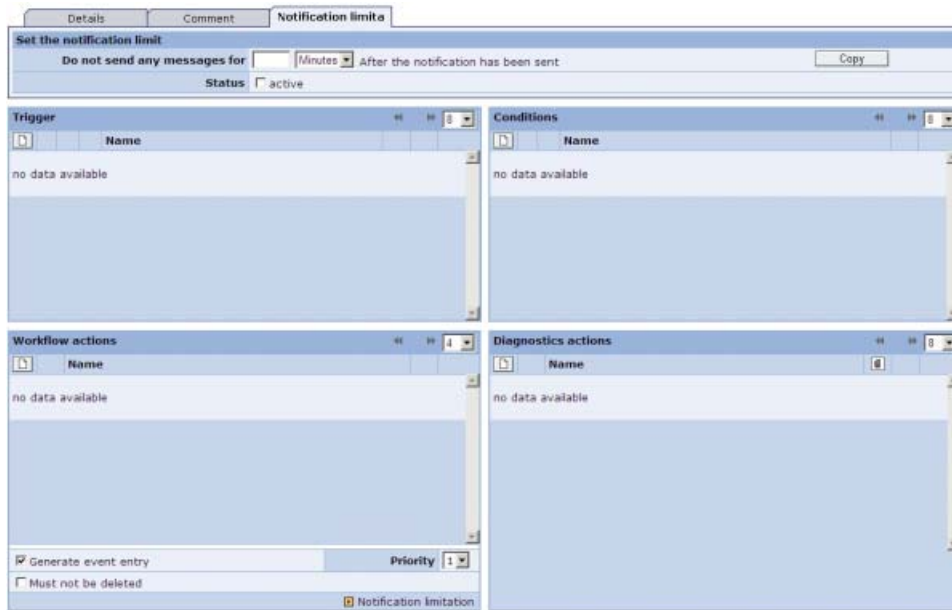 Details Comment Notification limita
Set the notification limit
Do not send any messages for Minutes After the notification has been sent Copy
Status active
Trigger 8
Name
no data available
Conditions 8
Name
no data available
Workflow actions 4
Name
no data available
Generate event entry Priority 1
Must not be deleted
Notification limitation
Diagnostics actions 8
Name
no data available